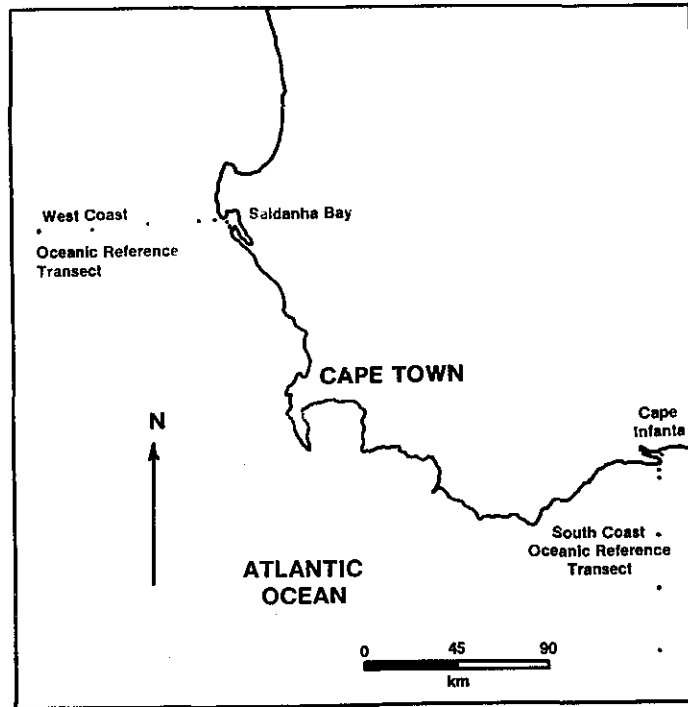 West Coast
Saldanha Bay
Oceanic Reference
Transect
CAPE TOWN
N
Cape
Infanta
South Coast
Oceanic Reference
Transect
ATLANTIC
OCEAN
0 45 90
km